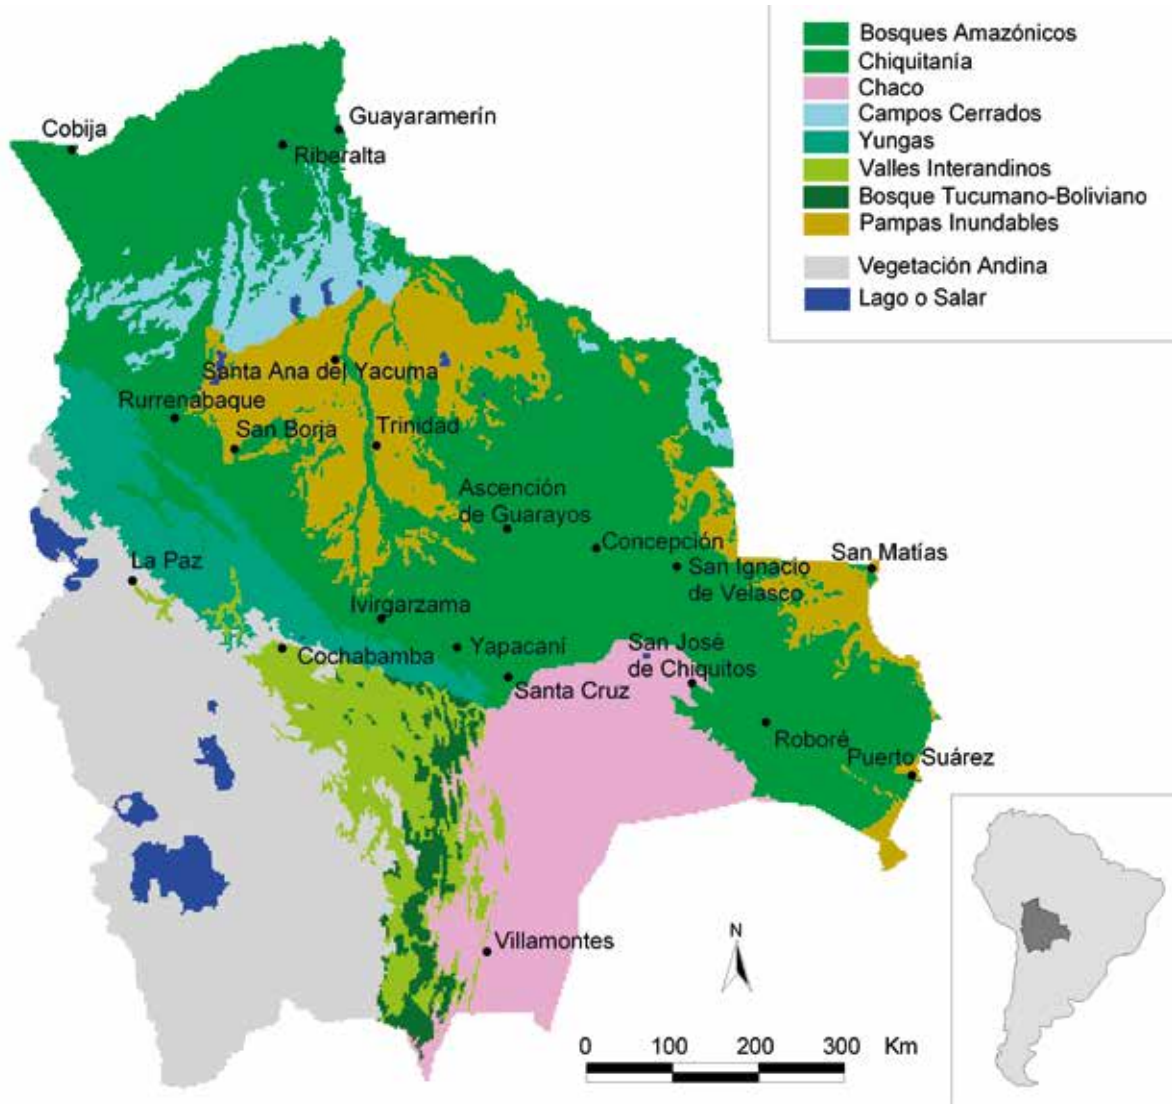 Bosques Amazónicos
Chiquitanía
Chaco
Campos Cerrados
Yungas
Valles Interandinos
Bosque Tucumano-Boliviano
Pampas Inundables
Vegetación Andina
Lago o Salar
Guayaramerín
Cobija
Riberalta
Santa Ana del Yacuma
Rurrenabaque
San Borja
Trinidad
Ascención
de Guarayos
Concepción
San Matías
La Paz
San Ignacio
de Velasco
Ivirgarzama
Cochabamba
Yapacaní
San José
de Chiquitos
Santa Cruz
Roboré
Puerto Suárez
Villamontes
N
0 100 200 300 Km